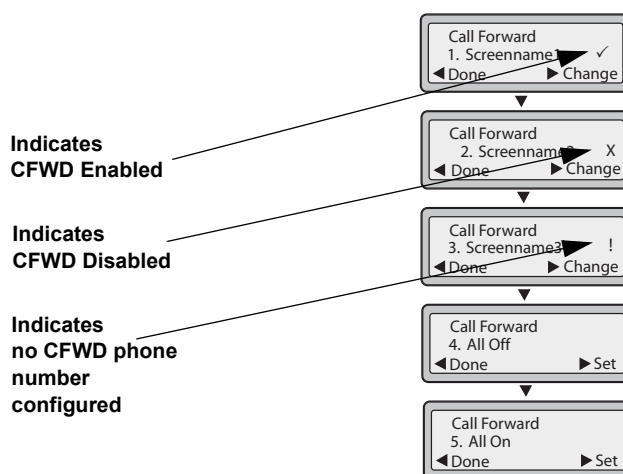 Call Forward
1. Screenname1 ✓
◀Done ▶Change
▼
Indicates
CFWD Enabled
Call Forward
2. Screenname2 X
◀Done ▶Change
▼
Indicates
CFWD Disabled
Call Forward
3. Screenname3 !
◀Done ▶Change
▼
Indicates
no CFWD phone
number
configured
Call Forward
4. All Off
◀Done ▶Set
▼
Call Forward
5. All On
◀Done ▶Set